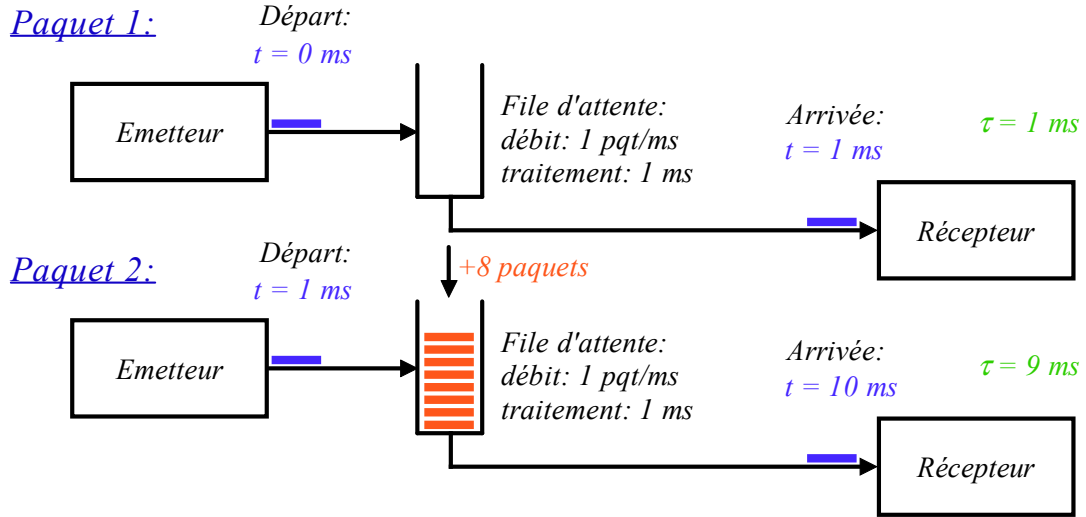 Paquet 1:
Départ:
t = 0 ms
Emetteur
File d'attente:
débit: 1 pqt/ms
traitement: 1 ms
Arrivée:
t = 1 ms
τ = 1 ms
Récepteur
Paquet 2:
Départ:
t = 1 ms
+8 paquets
Emetteur
File d'attente:
débit: 1 pqt/ms
traitement: 1 ms
Arrivée:
t = 10 ms
τ = 9 ms
Récepteur